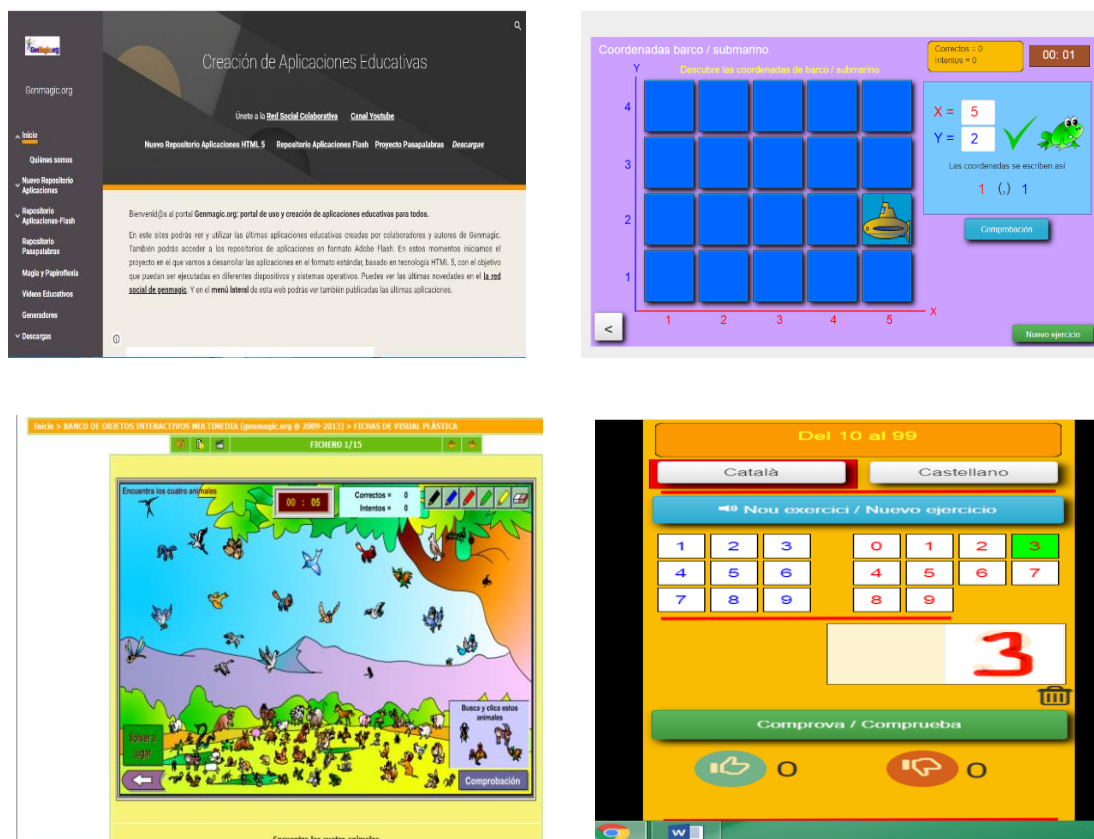 Genmagic.org
Genmagic.org
Inicio
Quiénes somos
Nuevo Repositorio
Aplicaciones
Repositorio
Aplicaciones-Flash
Repositorio
Pasapalabras
Magia y Papiroflexia
Vídeos Educativos
Generadores
Descargas
Creación de Aplicaciones Educativas
Únete a la Red Social Colaborativa Canal Youtube
Nuevo Repositorio Aplicaciones HTML 5 Repositorio Aplicaciones Flash Proyecto Pasapalabras Descargas
Bienvenid@s al portal Genmagic.org: portal de uso y creación de aplicaciones educativas para todos.
En este sites podrás ver y utilizar las últimas aplicaciones educativas creadas por colaboradores y autores de Genmagic.
También podrás acceder a los repositorios de aplicaciones en formato Adobe Flash. En estos momentos iniciamos el
proyecto en el que vamos a desarrollar las aplicaciones en el formato estándar, basado en tecnología HTML 5, con el objetivo
que puedan ser ejecutadas en diferentes dispositivos y sistemas operativos. Puedes ver las últimas novedades en el la red
social de genmagic. Y en el menú lateral de esta web podrás ver también publicadas las últimas aplicaciones.
Coordenadas barco / submarino
Descubre las coordenadas de barco / submarino
Correctos = 0
Intentos = 0
00: 01
Y
4
3
2
1
1 2 3 4 5 X
X = 5
Y = 2
Las coordenadas se escriben así
1 (,) 1
Comprobación
<
Nuevo ejercicio
Inicio > BANCO DE OBJETOS INTERACTIVOS MULTIMEDIA (genmagic.org @ 2009-2013) > FICHAS DE VISUAL PLÁSTICA
FICHERO 1/15
Encuentra los cuatro animales
00 : 05
Correctos = 0
Intentos = 0
Busca y clica estos
animales
Volver a
jugar
Comprobación
Encuentra los cuatro animales
Del 10 al 99
Català Castellano
Nou exercici / Nuevo ejercicio
1 2 3 0 1 2 3
4 5 6 4 5 6 7
7 8 9 8 9
3
Comprova / Comprueba
0 0
W